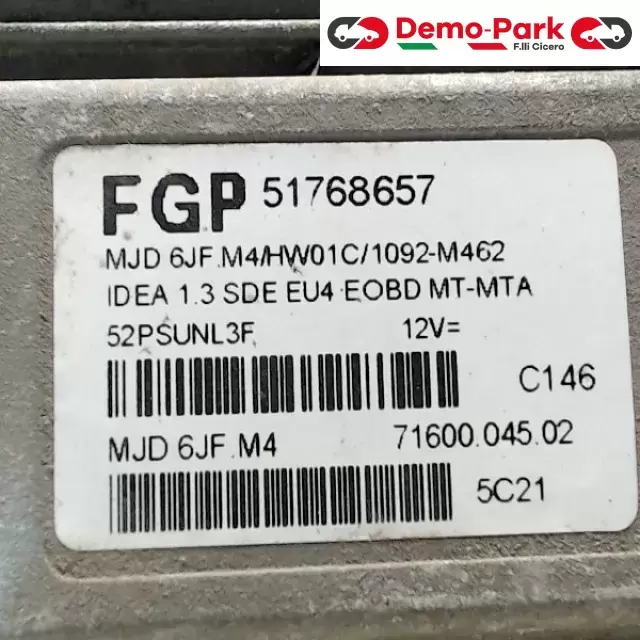 Demo-Park
F.lli Cicero
FGP 51768657
MJD 6JF.M4/HW01C/1092-M462
IDEA 1.3 SDE EU4 EOBD MT-MTA
52PSUNL3F 12V=
C146
MJD 6JF.M4 71600.045.02
5C21